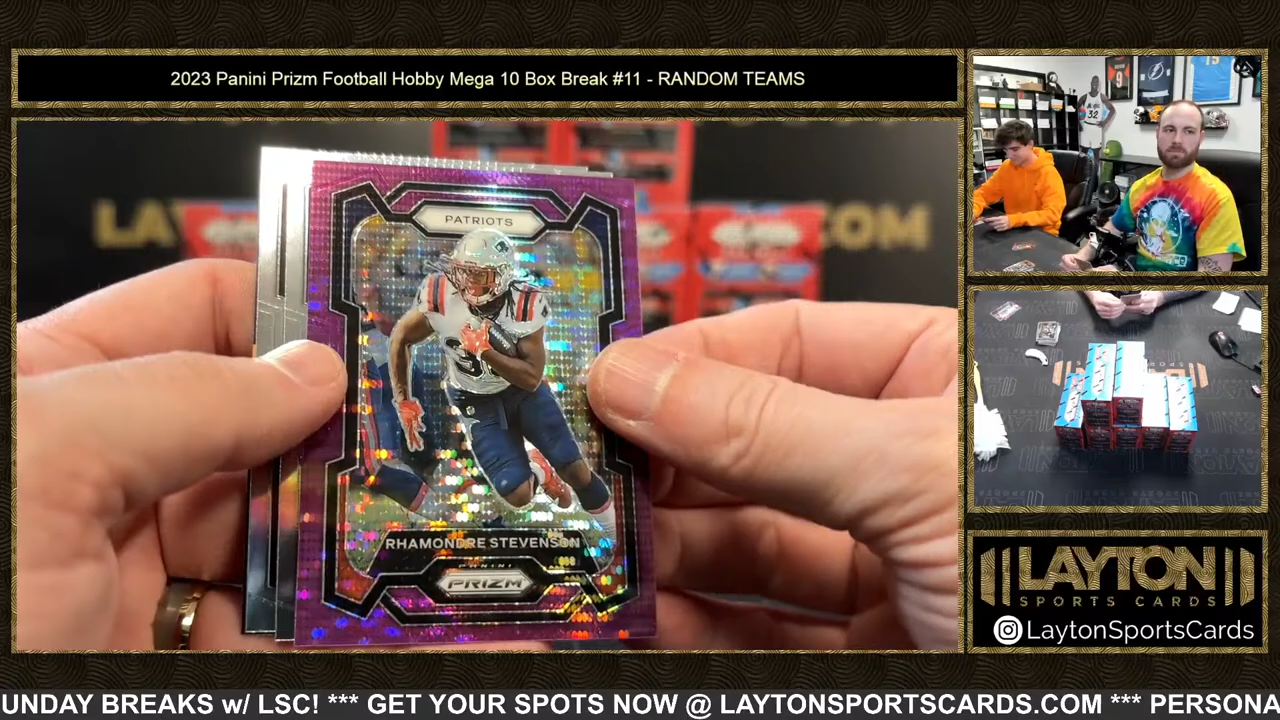 2023 Panini Prizm Football Hobby Mega 10 Box Break #11 - RANDOM TEAMS
PATRIOTS
RHAMONDRE STEVENSON
PANINI
PRIZM
LAYTON
SPORTS CARDS
LaytonSportsCards
UNDAY BREAKS w/ LSC! *** GET YOUR SPOTS NOW @ LAYTONSPORTSCARDS.COM *** PERSONA